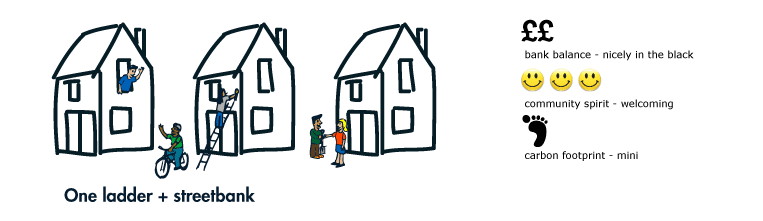 ££
bank balance - nicely in the black
community spirit - welcoming
carbon footprint - mini
One ladder + streetbank